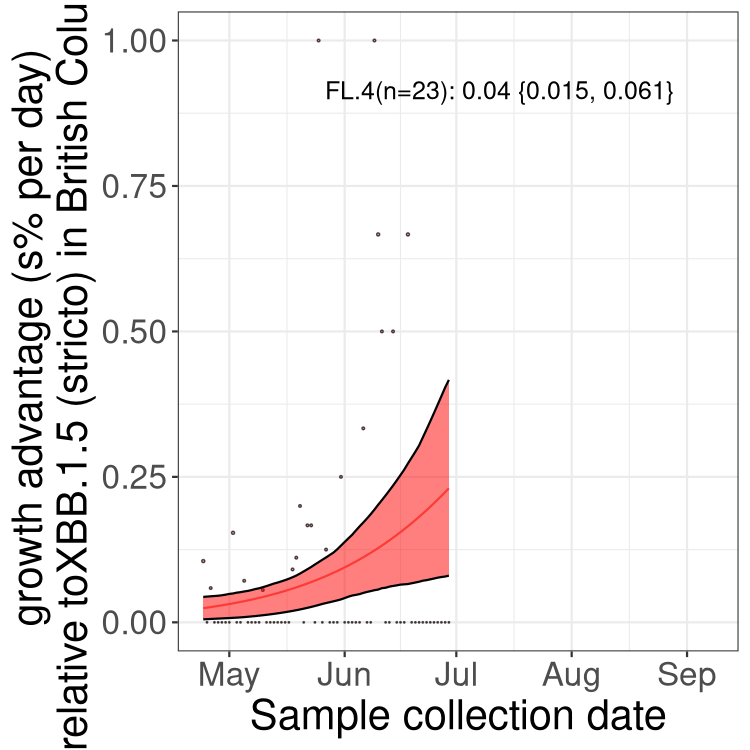 growth advantage (s% per day)
relative toXBB.1.5 (stricto) in British Colu
1.00
0.75
0.50
0.25
0.00
FL.4(n=23): 0.04 {0.015, 0.061}
May Jun Jul Aug Sep
Sample collection date